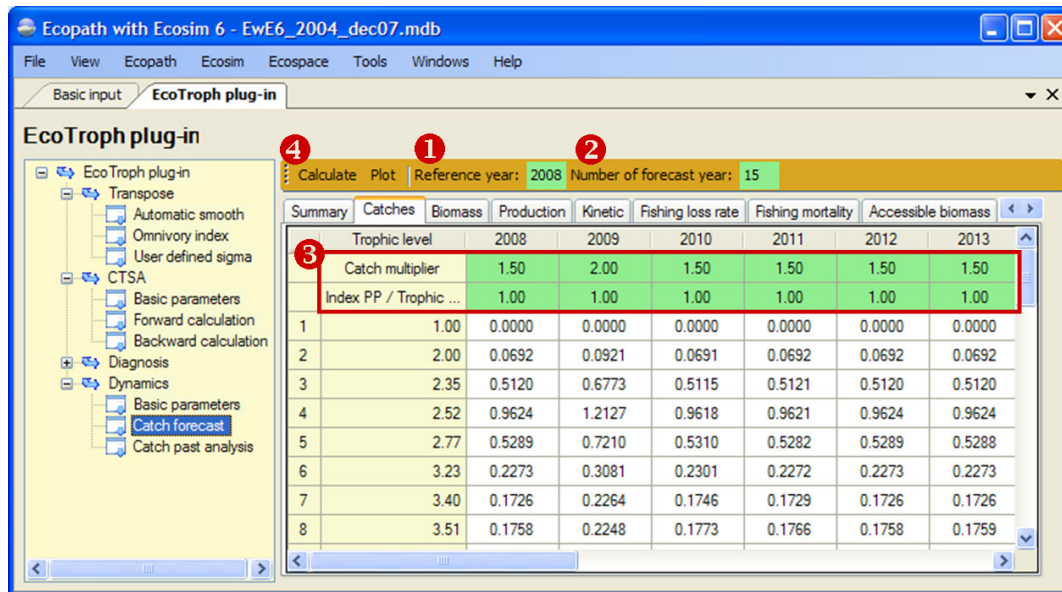 Ecopath with Ecosim 6 - EwE6_2004_dec07.mdb
File View Ecopath Ecosim Ecospace Tools Windows Help
Basic input EcoTroph plug-in
EcoTroph plug-in
EcoTroph plug-in
Transpose
Automatic smooth
Omnivory index
User defined sigma
CTSA
Basic parameters
Forward calculation
Backward calculation
Diagnosis
Dynamics
Basic parameters
Catch forecast
Catch past analysis
4 1 2
Calculate Plot Reference year: 2008 Number of forecast year: 15
Summary Catches Biomass Production Kinetic Fishing loss rate Fishing mortality Accessible biomass
Trophic level 2008 2009 2010 2011 2012 2013
3
Catch multiplier 1.50 2.00 1.50 1.50 1.50 1.50
Index PP / Trophic ... 1.00 1.00 1.00 1.00 1.00 1.00
1 1.00 0.0000 0.0000 0.0000 0.0000 0.0000 0.0000
2 2.00 0.0692 0.0921 0.0691 0.0692 0.0692 0.0692
3 2.35 0.5120 0.6773 0.5115 0.5121 0.5120 0.5120
4 2.52 0.9624 1.2127 0.9618 0.9621 0.9624 0.9624
5 2.77 0.5289 0.7210 0.5310 0.5282 0.5289 0.5288
6 3.23 0.2273 0.3081 0.2301 0.2272 0.2273 0.2273
7 3.40 0.1726 0.2264 0.1746 0.1729 0.1726 0.1726
8 3.51 0.1758 0.2248 0.1773 0.1766 0.1758 0.1759